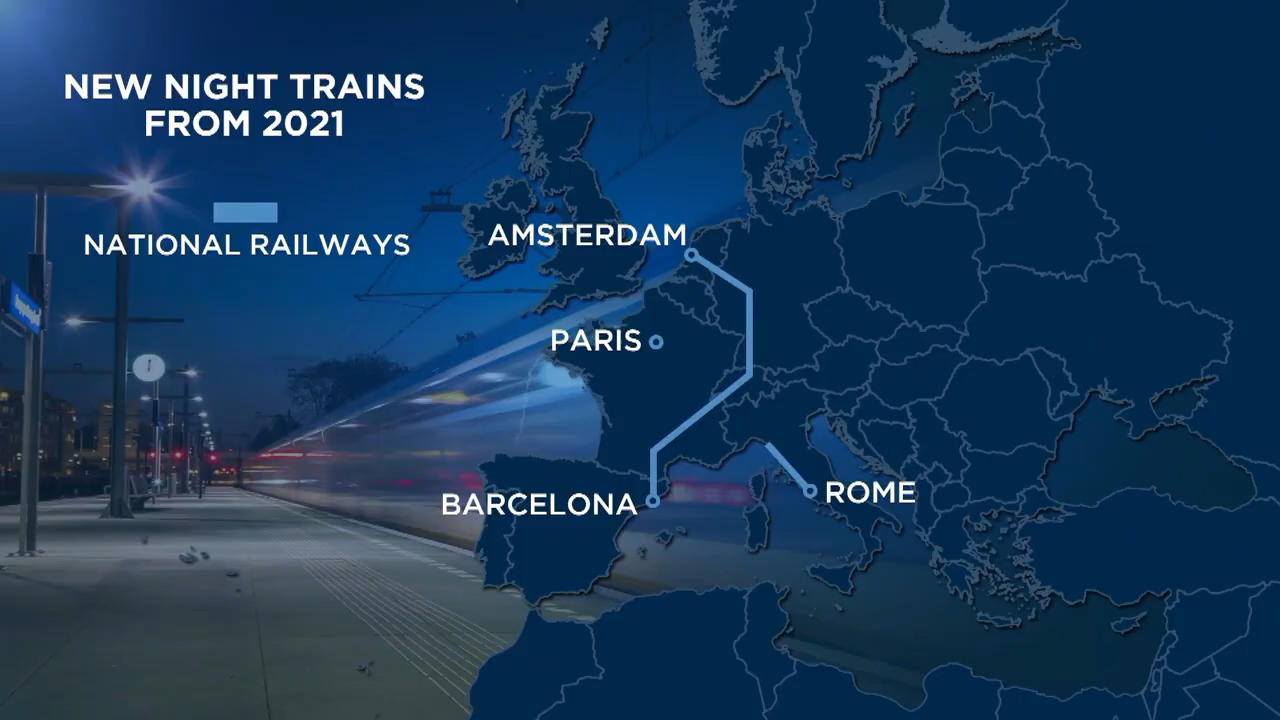 NEW NIGHT TRAINS
FROM 2021
NATIONAL RAILWAYS
AMSTERDAM
PARIS
BARCELONA
ROME